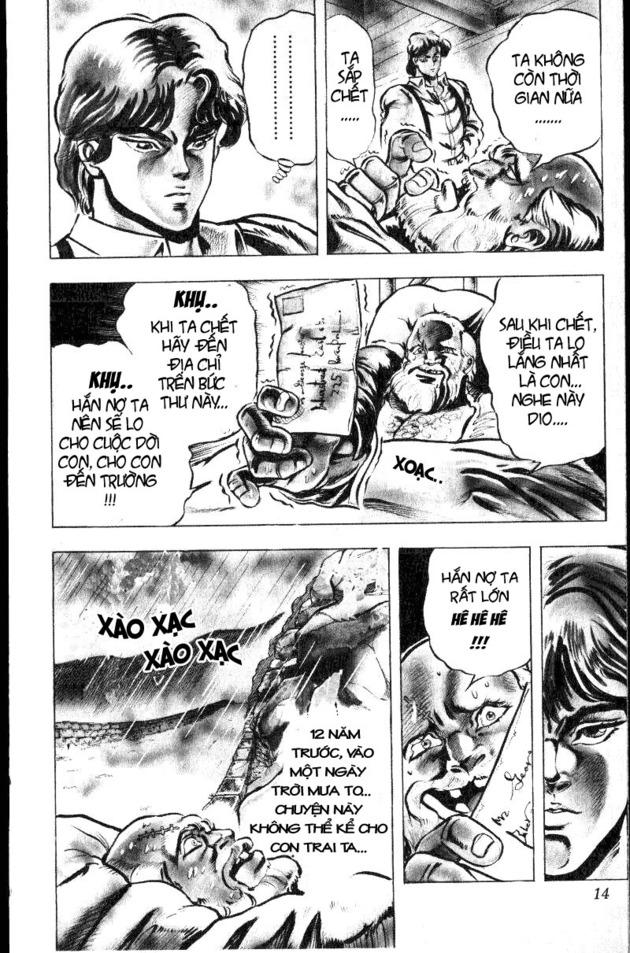 TA KHÔNG
CÒN THỜI
GIAN NỮA
.......
TA
SẮP
CHẾT
.....
SAU KHI CHẾT,
ĐIỀU TA LO
LẮNG NHẤT
LÀ CON...
NGHE NÀY
DIO....
XOẠC..
KHỤ..
KHI TA CHẾT
HÃY ĐẾN
ĐỊA CHỈ
TRÊN BỨC
THƯ NÀY...
KHỤ..
HẮN NỢ TA
NÊN SẼ LO
CHO CUỘC DỜI
CON, CHO CON
ĐẾN TRƯỜNG
!!!
HẮN NỢ TA
RẤT LỚN
HÊ HÊ HÊ
!!!
Mr.
XÀO XẠC
XÀO XẠC
12 NĂM
TRƯỚC, VÀO
MỘT NGÀY
TRỜI MƯA TO...
CHUYỆN NÀY
KHÔNG THỂ KỂ CHO
CON TRAI TA...
14